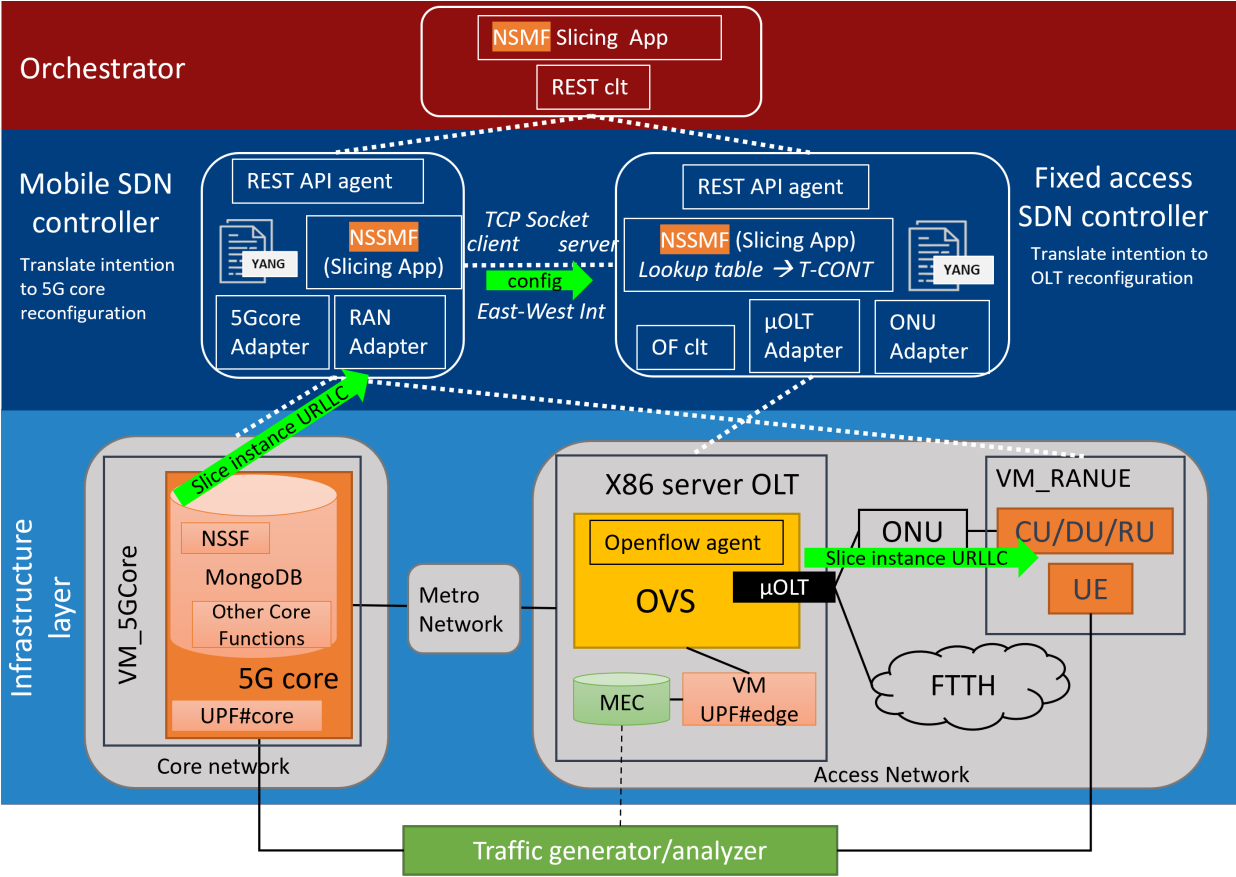 NSMF Slicing App
REST clt
Orchestrator
Mobile SDN
controller
Translate intention
to 5G core
reconfiguration
REST API agent
YANG
NSSMF
(Slicing App)
5Gcore
Adapter
RAN
Adapter
TCP Socket
client server
config
East-West Int
REST API agent
NSSMF (Slicing App)
Lookup table → T-CONT
YANG
OF clt
µOLT
Adapter
ONU
Adapter
Fixed access
SDN controller
Translate intention to
OLT reconfiguration
Infrastructure
layer
Slice instance URLLC
VM_5GCore
NSSF
MongoDB
Other Core
Functions
5G core
UPF#core
Core network
Metro
Network
X86 server OLT
Openflow agent
OVS
µOLT
MEC
VM
UPF#edge
ONU
Slice instance URLLC
VM_RANUE
CU/DU/RU
UE
FTTH
Access Network
Traffic generator/analyzer